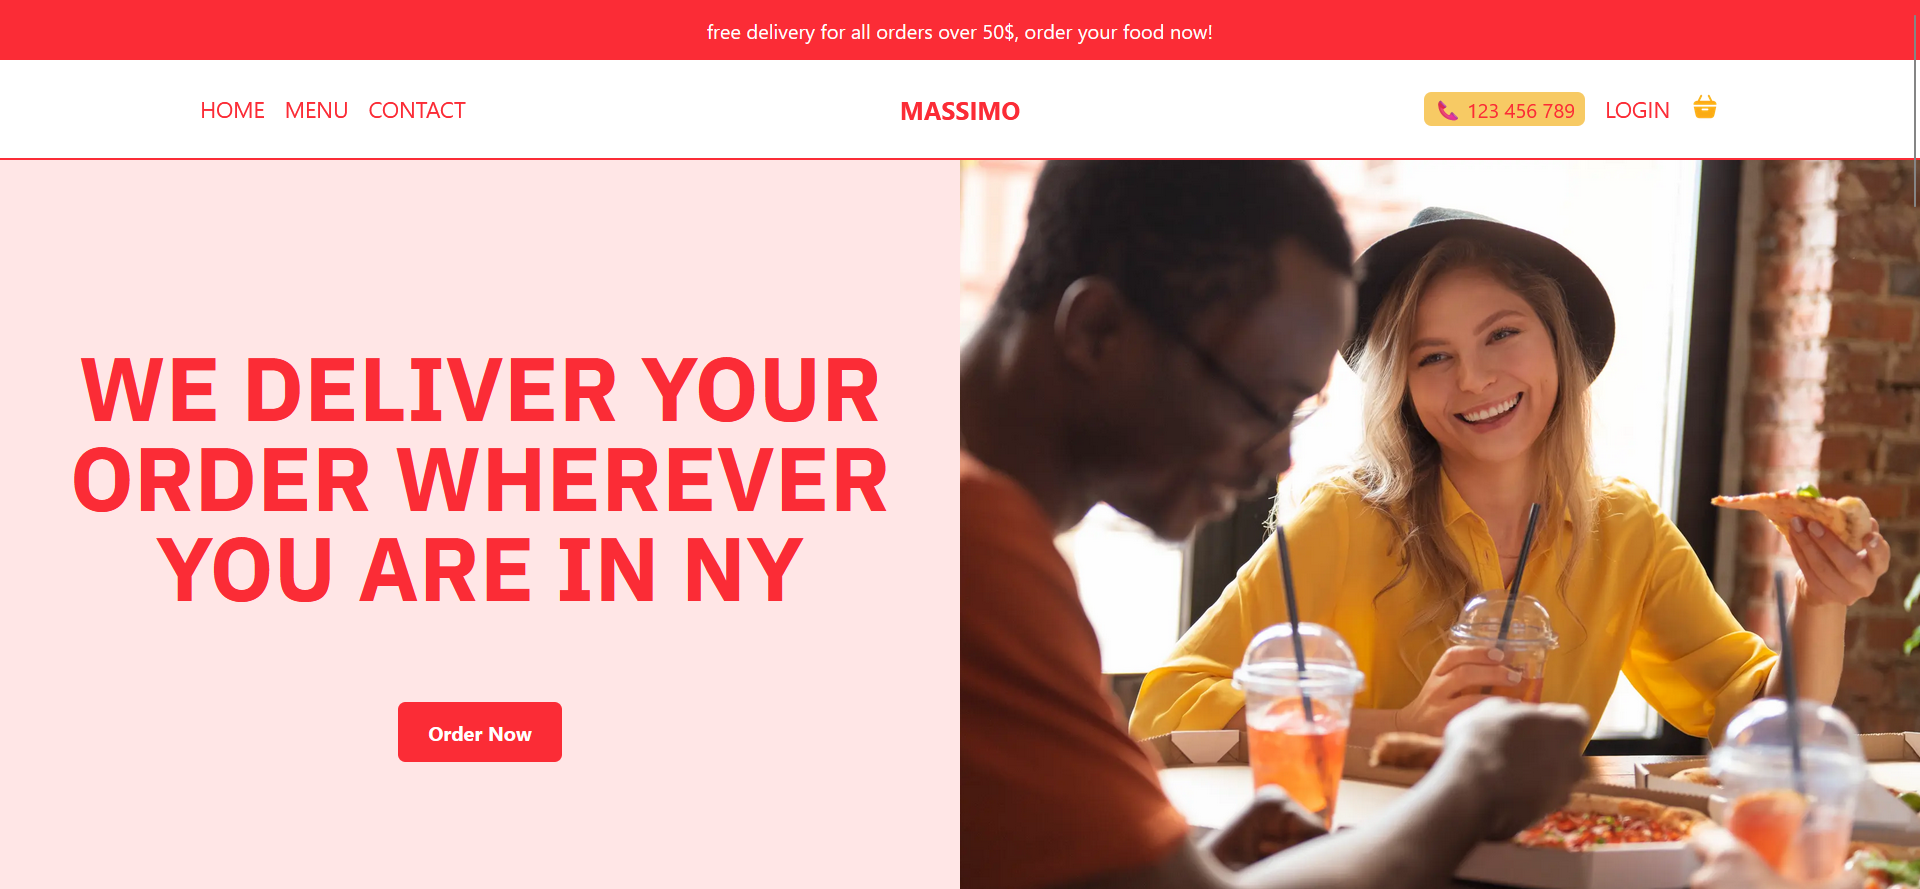 free delivery for all orders over 50$, order your food now!
HOME MENU CONTACT MASSIMO 123 456 789 LOGIN
WE DELIVER YOUR
ORDER WHEREVER
YOU ARE IN NY
Order Now